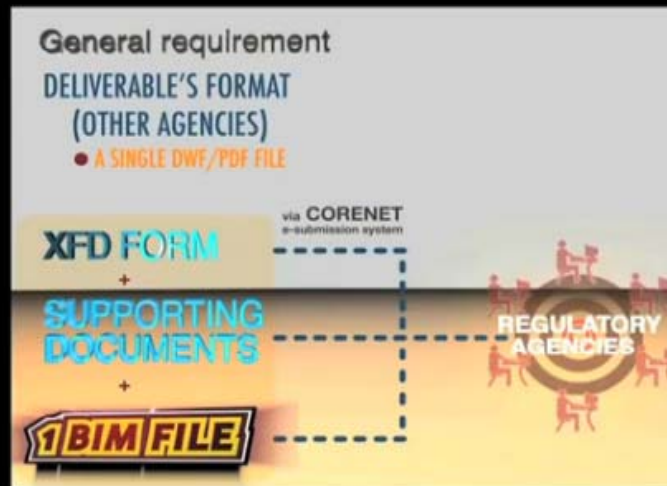 General requirement
DELIVERABLE'S FORMAT
(OTHER AGENCIES)
• A SINGLE DWF/PDF FILE
via CORENET
e-submission system
XFD FORM
+
SUPPORTING
DOCUMENTS
+
1 BIM FILE
REGULATORY
AGENCIES